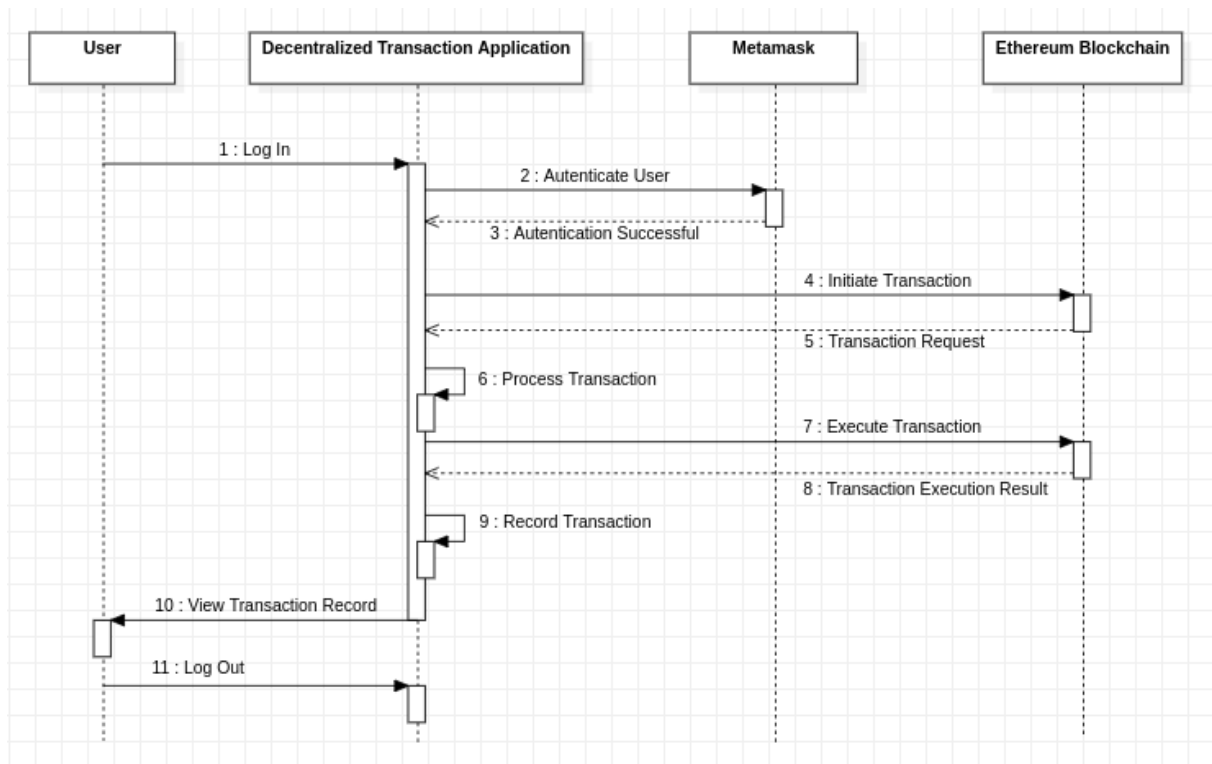 User
Decentralized Transaction Application
Metamask
Ethereum Blockchain
1 : Log In
2 : Autenticate User
3 : Autentication Successful
4 : Initiate Transaction
5 : Transaction Request
6 : Process Transaction
7 : Execute Transaction
8 : Transaction Execution Result
9 : Record Transaction
10 : View Transaction Record
11 : Log Out